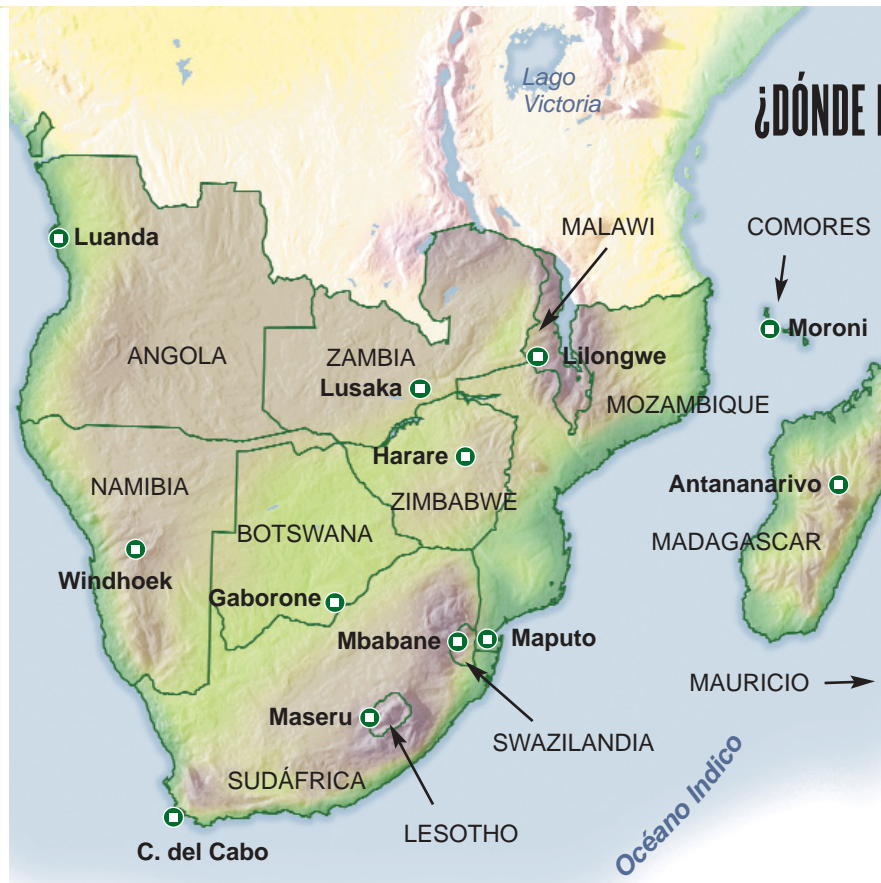 Lago
Victoria
¿DÓNDE
MALAWI
COMORES
Luanda
Moroni
ANGOLA
ZAMBIA
Lilongwe
Lusaka
MOZAMBIQUE
Harare
NAMIBIA
ZIMBABWE
Antananarivo
BOTSWANA
MADAGASCAR
Windhoek
Gaborone
Mbabane
Maputo
MAURICIO
Maseru
SWAZILANDIA
SUDÁFRICA
LESOTHO
C. del Cabo
Océano Indico